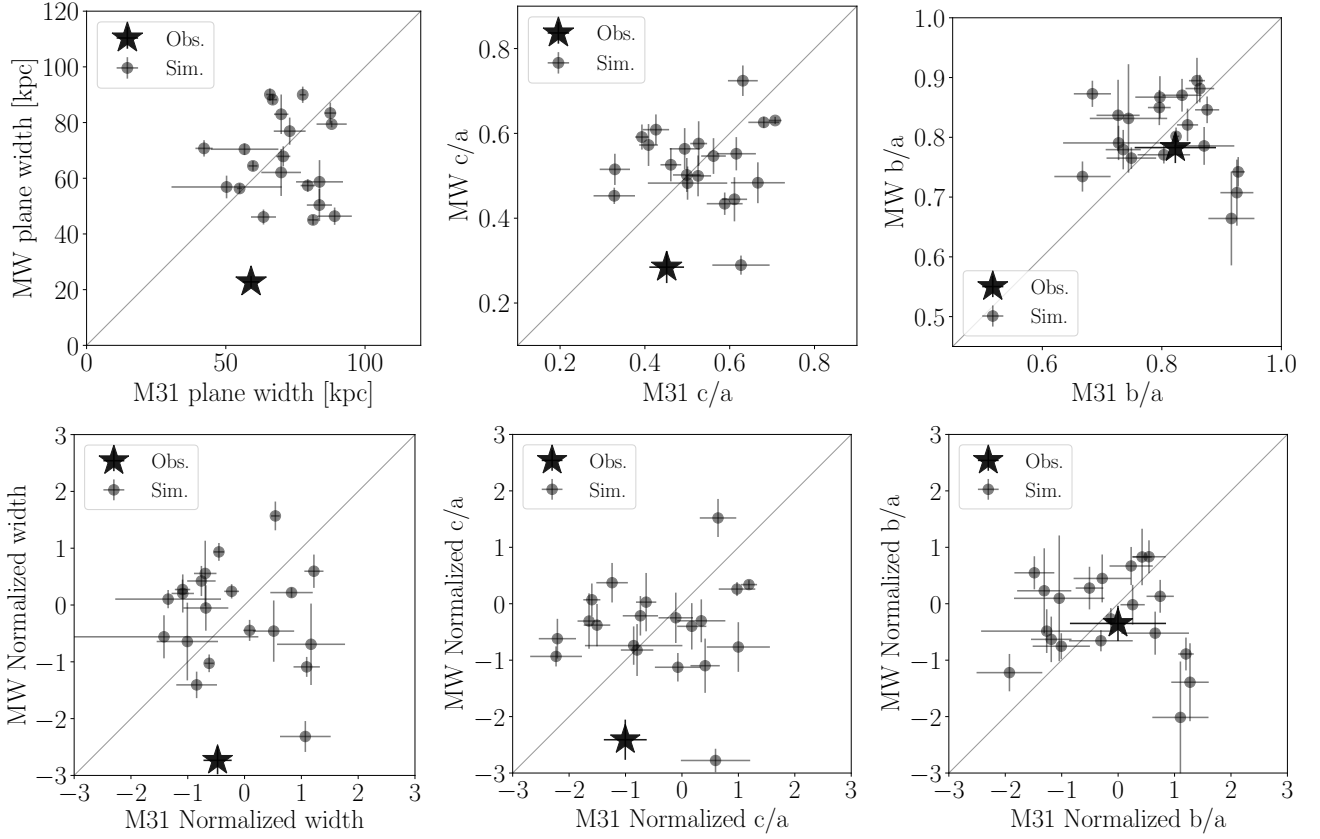 120
100
80
60
40
20
0
0
50
100
MW plane width [kpc]
M31 plane width [kpc]
Obs.
Sim.
0.8
0.6
0.4
0.2
0.2
0.4
0.6
0.8
MW c/a
M31 c/a
Obs.
Sim.
1.0
0.9
0.8
0.7
0.6
0.5
0.6
0.8
1.0
MW b/a
M31 b/a
Obs.
Sim.
3
2
1
0
−1
−2
−3
−3
−2
−1
0
1
2
3
MW Normalized width
M31 Normalized width
Obs.
Sim.
3
2
1
0
−1
−2
−3
−3
−2
−1
0
1
2
3
MW Normalized c/a
M31 Normalized c/a
Obs.
Sim.
3
2
1
0
−1
−2
−3
−3
−2
−1
0
1
2
3
MW Normalized b/a
M31 Normalized b/a
Obs.
Sim.